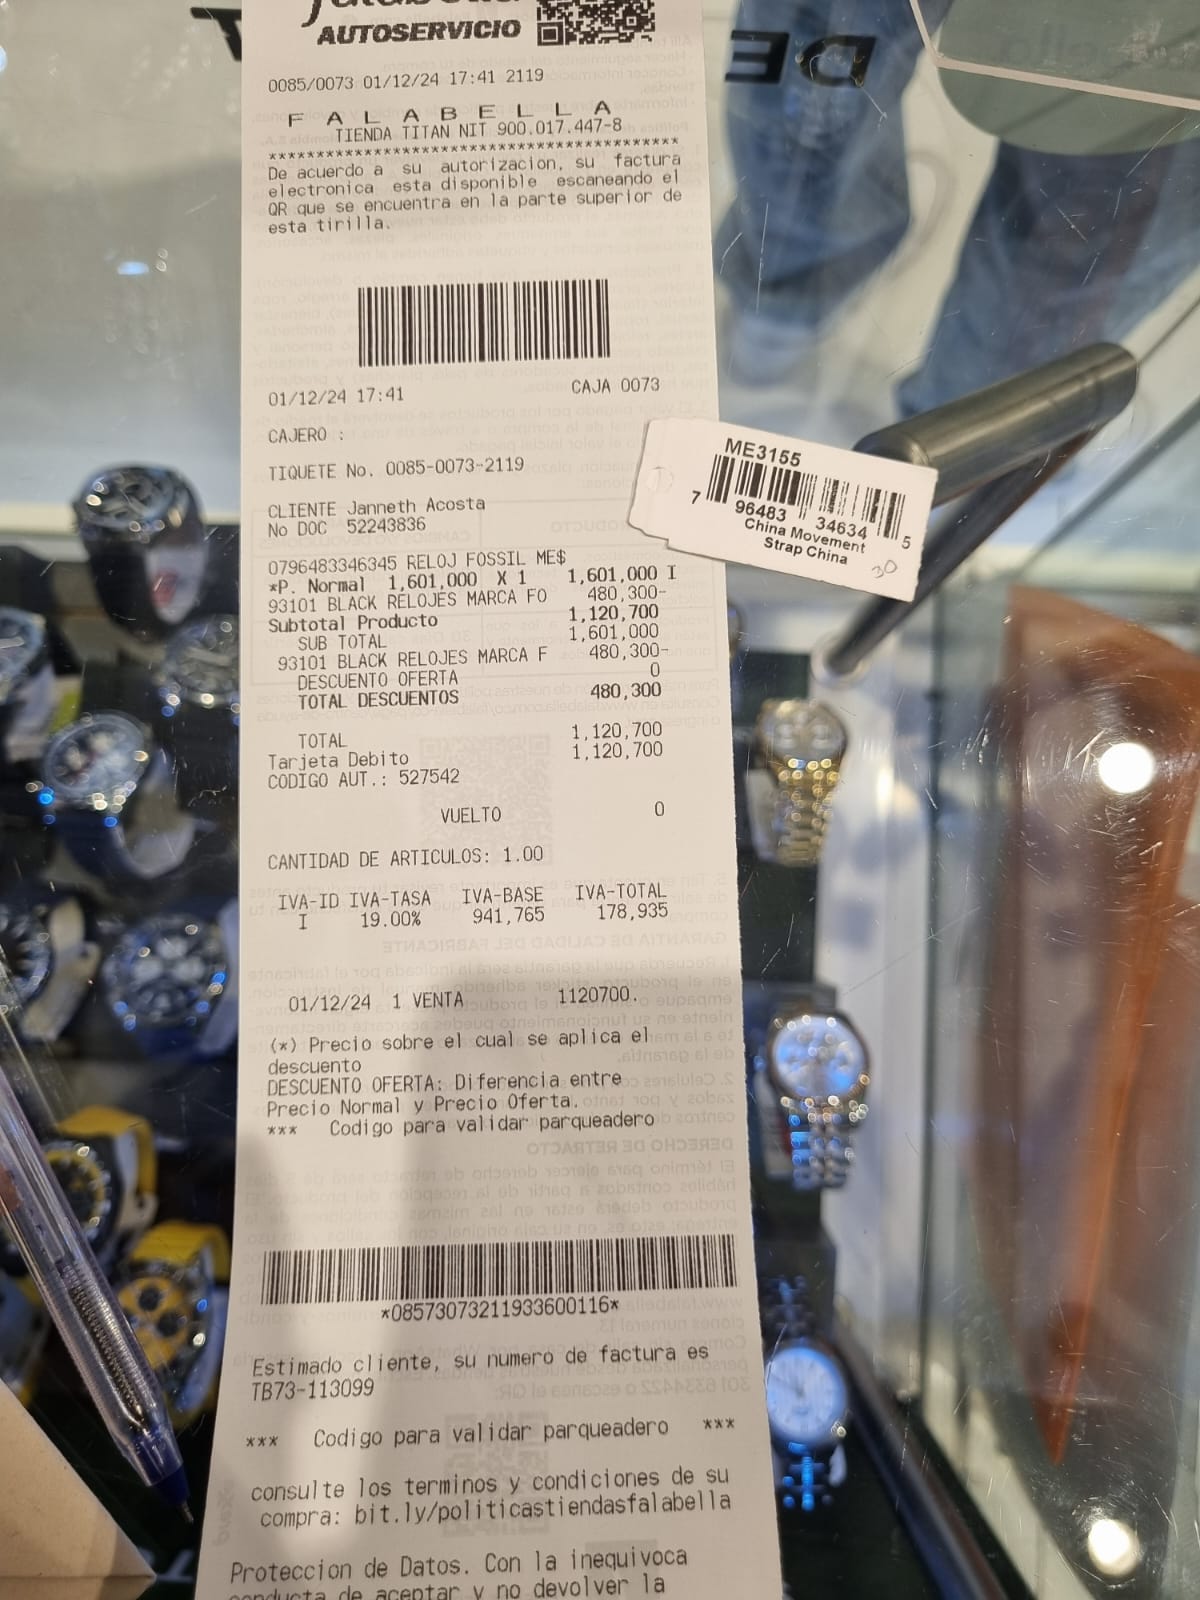 falabella
AUTOSERVICIO
0085/0073 01/12/24 17:41 2119
F A L A B E L L A
TIENDA TITAN NIT 900.017.447-8
******************************************
De acuerdo a su autorizacion, su factura
electronica esta disponible escaneando el
QR que se encuentra en la parte superior de
esta tirilla.
01/12/24 17:41 CAJA 0073
CAJERO :
TIQUETE No. 0085-0073-2119
CLIENTE Janneth Acosta
No DOC 52243836
0796483346345 RELOJ FOSSIL ME$
*P. Normal 1,601,000 X 1 1,601,000 I
93101 BLACK RELOJES MARCA FO 480,300-
Subtotal Producto 1,120,700
SUB TOTAL 1,601,000
93101 BLACK RELOJES MARCA F 480,300-
DESCUENTO OFERTA 0
TOTAL DESCUENTOS 480,300
TOTAL 1,120,700
Tarjeta Debito 1,120,700
CODIGO AUT.: 527542
VUELTO 0
CANTIDAD DE ARTICULOS: 1.00
IVA-ID IVA-TASA IVA-BASE IVA-TOTAL
I 19.00% 941,765 178,935
01/12/24 1 VENTA 1120700.
(*) Precio sobre el cual se aplica el
descuento
DESCUENTO OFERTA: Diferencia entre
Precio Normal y Precio Oferta.
*** Codigo para validar parqueadero
*08573073211933600116*
Estimado cliente, su numero de factura es
TB73-113099
*** Codigo para validar parqueadero ***
consulte los terminos y condiciones de su
compra: bit.ly/politicastiendasfalabella
Proteccion de Datos. Con la inequivoca
conducta de aceptar y no devolver la
ME3155
7 96483 34634 5
China Movement
Strap China
30
DE